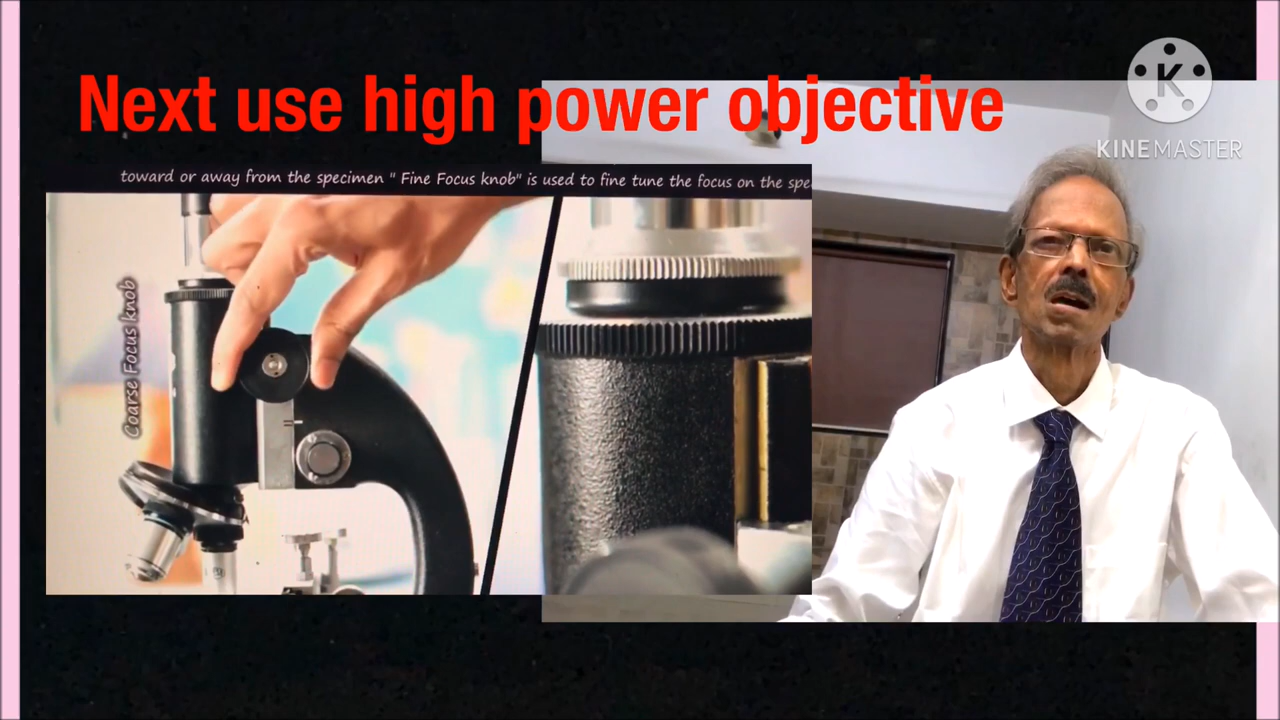 Next use high power objective
K
KINEMASTER
toward or away from the specimen " Fine Focus knob" is used to fine tune the focus on the spe
Coarse Focus knob